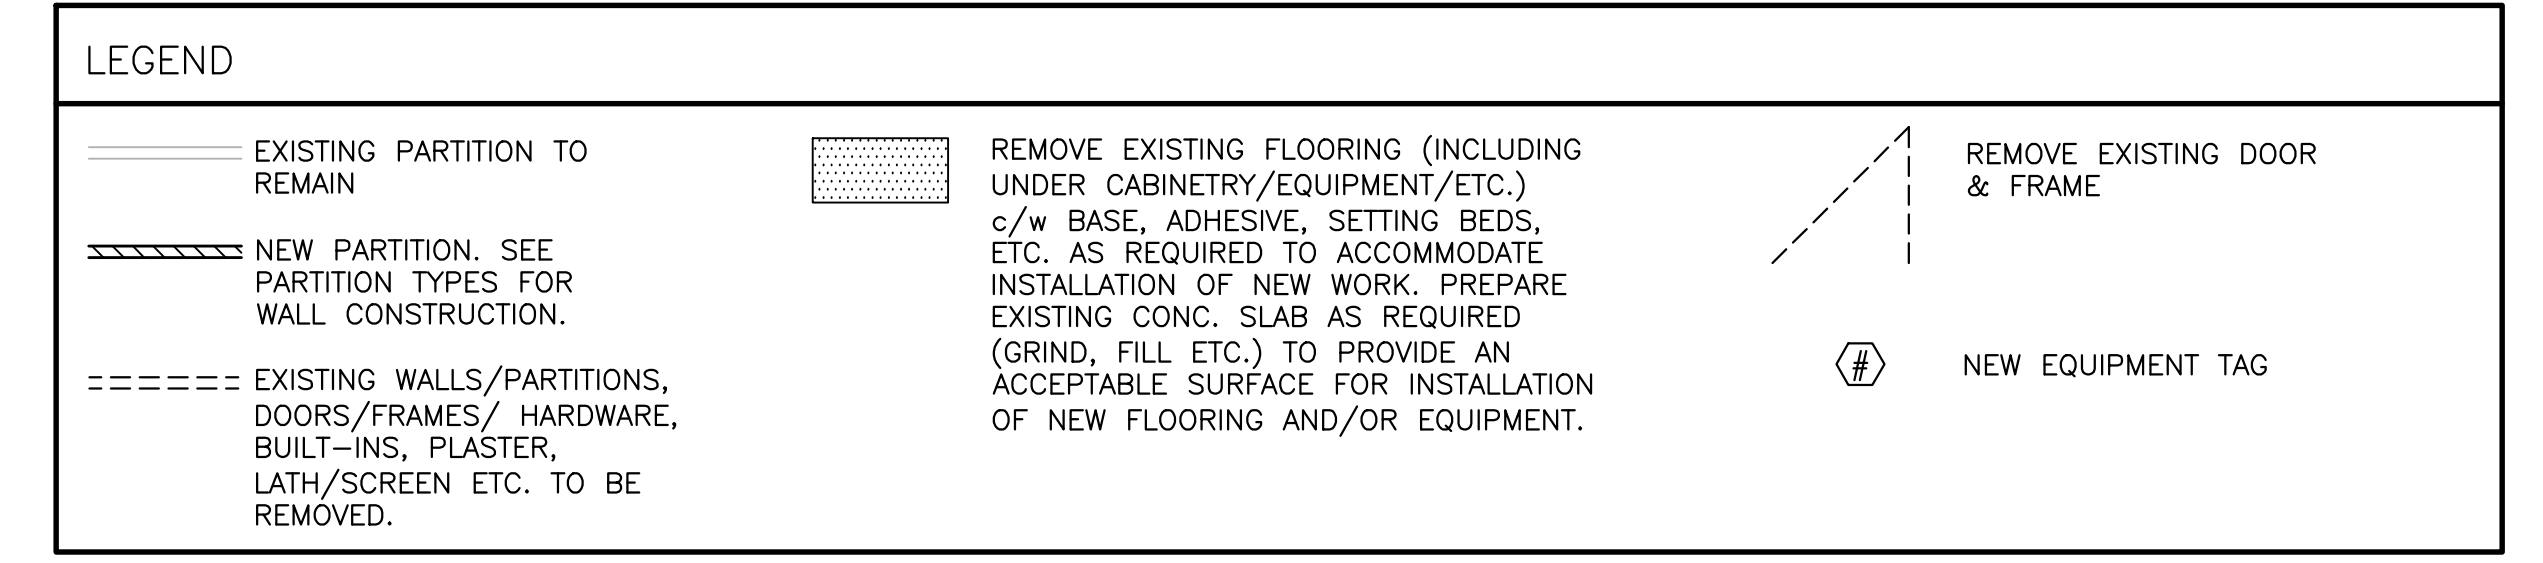 LEGEND
EXISTING PARTITION TO
REMAIN
NEW PARTITION. SEE
PARTITION TYPES FOR
WALL CONSTRUCTION.
EXISTING WALLS/PARTITIONS,
DOORS/FRAMES/ HARDWARE,
BUILT-INS, PLASTER,
LATH/SCREEN ETC. TO BE
REMOVED.
REMOVE EXISTING FLOORING (INCLUDING
UNDER CABINETRY/EQUIPMENT/ETC.)
c/w BASE, ADHESIVE, SETTING BEDS,
ETC. AS REQUIRED TO ACCOMMODATE
INSTALLATION OF NEW WORK. PREPARE
EXISTING CONC. SLAB AS REQUIRED
(GRIND, FILL ETC.) TO PROVIDE AN
ACCEPTABLE SURFACE FOR INSTALLATION
OF NEW FLOORING AND/OR EQUIPMENT.
REMOVE EXISTING DOOR
& FRAME
# NEW EQUIPMENT TAG